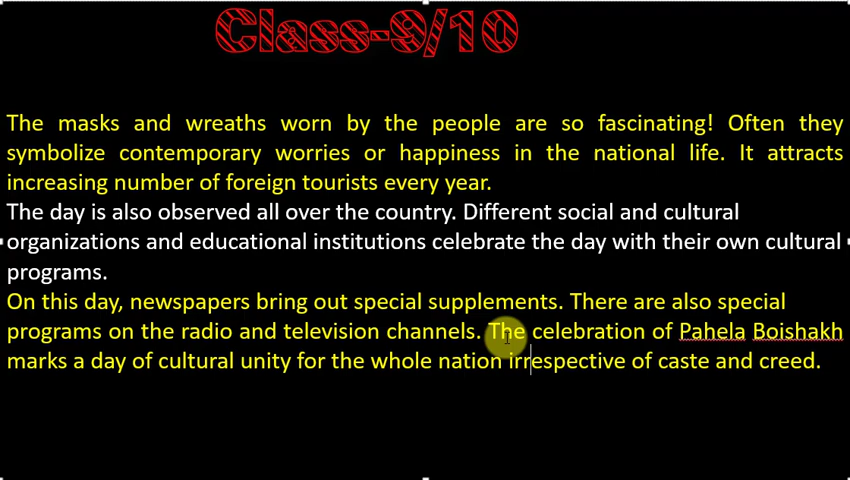 Class-9/10
The masks and wreaths worn by the people are so fascinating! Often they
symbolize contemporary worries or happiness in the national life. It attracts
increasing number of foreign tourists every year.
The day is also observed all over the country. Different social and cultural
organizations and educational institutions celebrate the day with their own cultural
programs.
On this day, newspapers bring out special supplements. There are also special
programs on the radio and television channels. The celebration of Pahela Boishakh
marks a day of cultural unity for the whole nation irrespective of caste and creed.